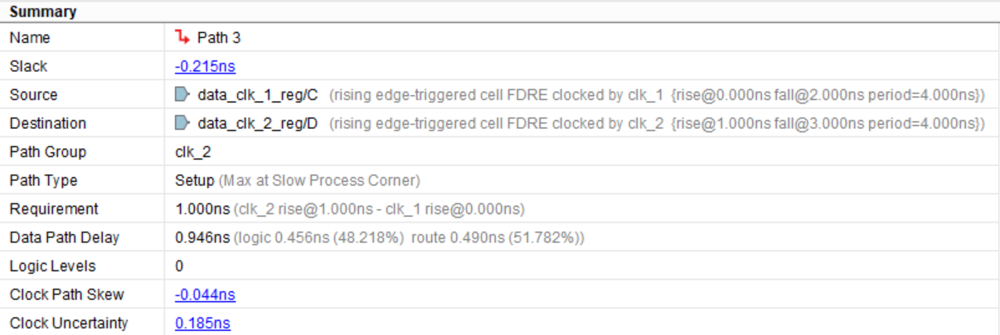 Summary
Name Path 3
Slack -0.215ns
Source data_clk_1_reg/C (rising edge-triggered cell FDRE clocked by clk_1 {rise@0.000ns fall@2.000ns period=4.000ns})
Destination data_clk_2_reg/D (rising edge-triggered cell FDRE clocked by clk_2 {rise@1.000ns fall@3.000ns period=4.000ns})
Path Group clk_2
Path Type Setup (Max at Slow Process Corner)
Requirement 1.000ns (clk_2 rise@1.000ns - clk_1 rise@0.000ns)
Data Path Delay 0.946ns (logic 0.456ns (48.218%) route 0.490ns (51.782%))
Logic Levels 0
Clock Path Skew -0.044ns
Clock Uncertainty 0.185ns